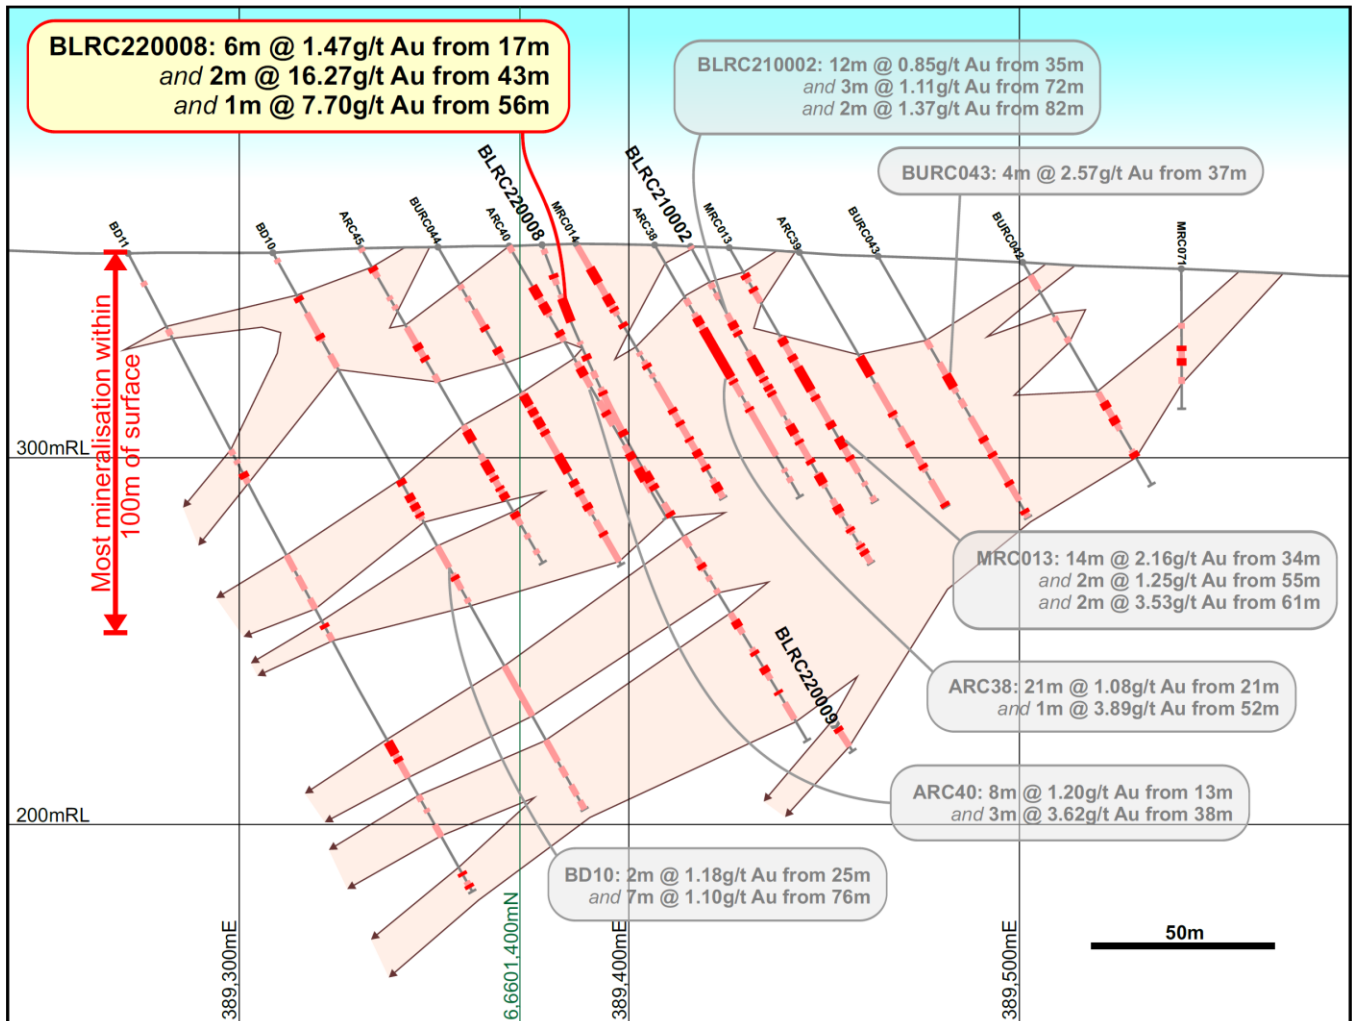 BLRC220008: 6m @ 1.47g/t Au from 17m
and 2m @ 16.27g/t Au from 43m
and 1m @ 7.70g/t Au from 56m
BLRC210002: 12m @ 0.85g/t Au from 35m
and 3m @ 1.11g/t Au from 72m
and 2m @ 1.37g/t Au from 82m
BURC043: 4m @ 2.57g/t Au from 37m
BD11
BD10
ARC45
BURC044
ARC40
BLRC220008
MRC014
ARC38
BLRC210002
MRC013
ARC39
BURC043
BURC042
MRC071
Most mineralisation within
100m of surface
300mRL
MRC013: 14m @ 2.16g/t Au from 34m
and 2m @ 1.25g/t Au from 55m
and 2m @ 3.53g/t Au from 61m
BLRC220009
ARC38: 21m @ 1.08g/t Au from 21m
and 1m @ 3.89g/t Au from 52m
ARC40: 8m @ 1.20g/t Au from 13m
and 3m @ 3.62g/t Au from 38m
200mRL
BD10: 2m @ 1.18g/t Au from 25m
and 7m @ 1.10g/t Au from 76m
389,300mE
6,6601,400mN
389,400mE
389,500mE
50m